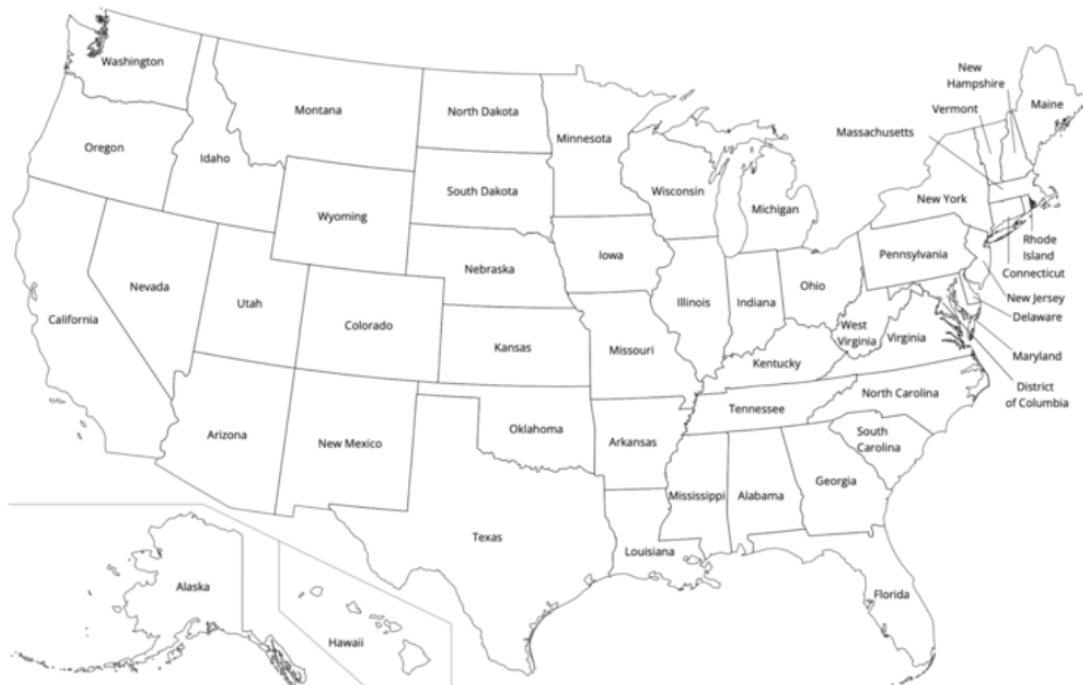 Washington
Oregon
California
Nevada
Idaho
Montana
Wyoming
Utah
Colorado
Arizona
New Mexico
North Dakota
South Dakota
Nebraska
Kansas
Oklahoma
Texas
Minnesota
Iowa
Missouri
Arkansas
Louisiana
Wisconsin
Illinois
Michigan
Indiana
Ohio
Kentucky
Tennessee
Mississippi
Alabama
Georgia
Florida
South
Carolina
North Carolina
Virginia
West
Virginia
Pennsylvania
New York
Massachusetts
Vermont
New
Hampshire
Maine
Rhode
Island
Connecticut
New Jersey
Delaware
Maryland
District
of Columbia
Alaska
Hawaii